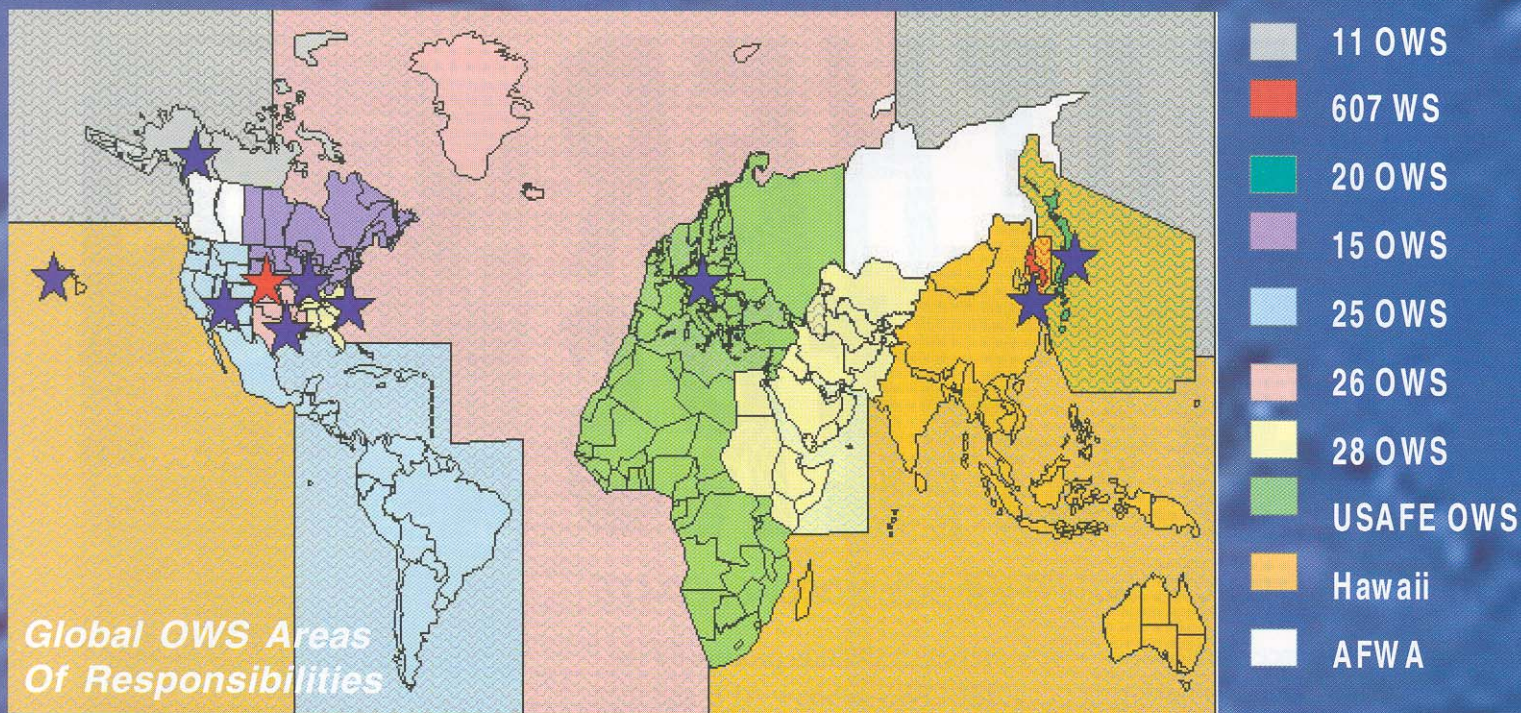 11 OWS
607 WS
20 OWS
15 OWS
25 OWS
26 OWS
28 OWS
USAFE OWS
Hawaii
AFWA
Global OWS Areas
Of Responsibilities